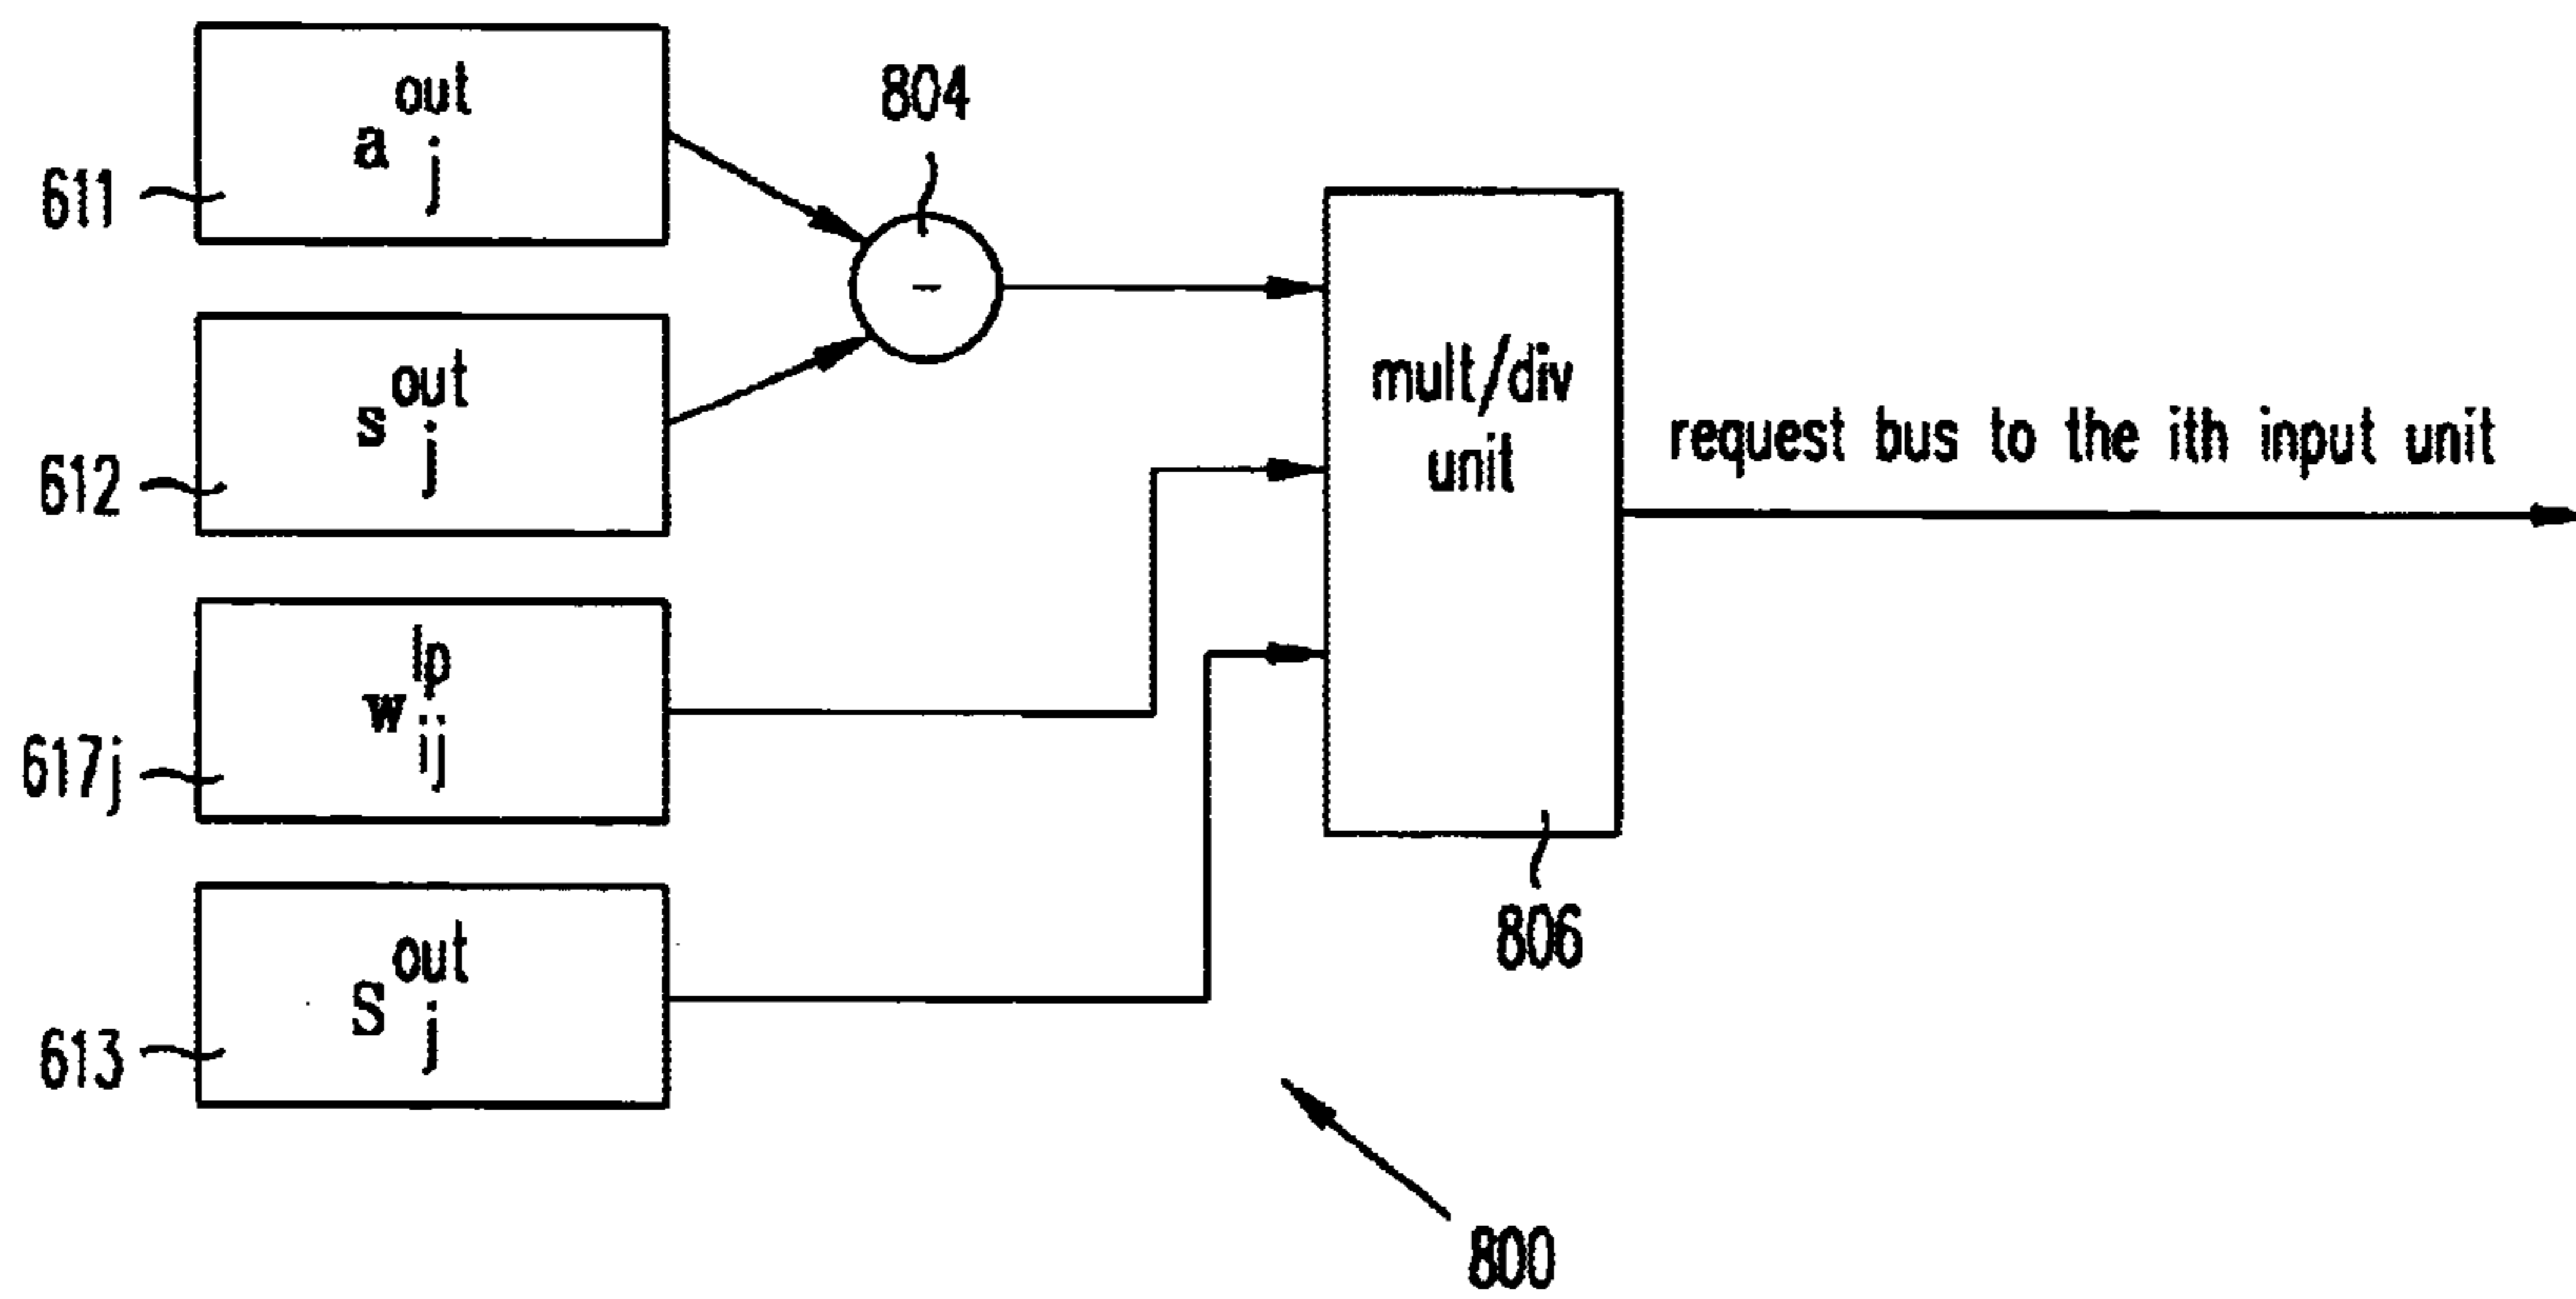 a out j
611
804
s out j
612
mult/div
unit
request bus to the ith input unit
w lp ij
617j
806
S out j
613
800